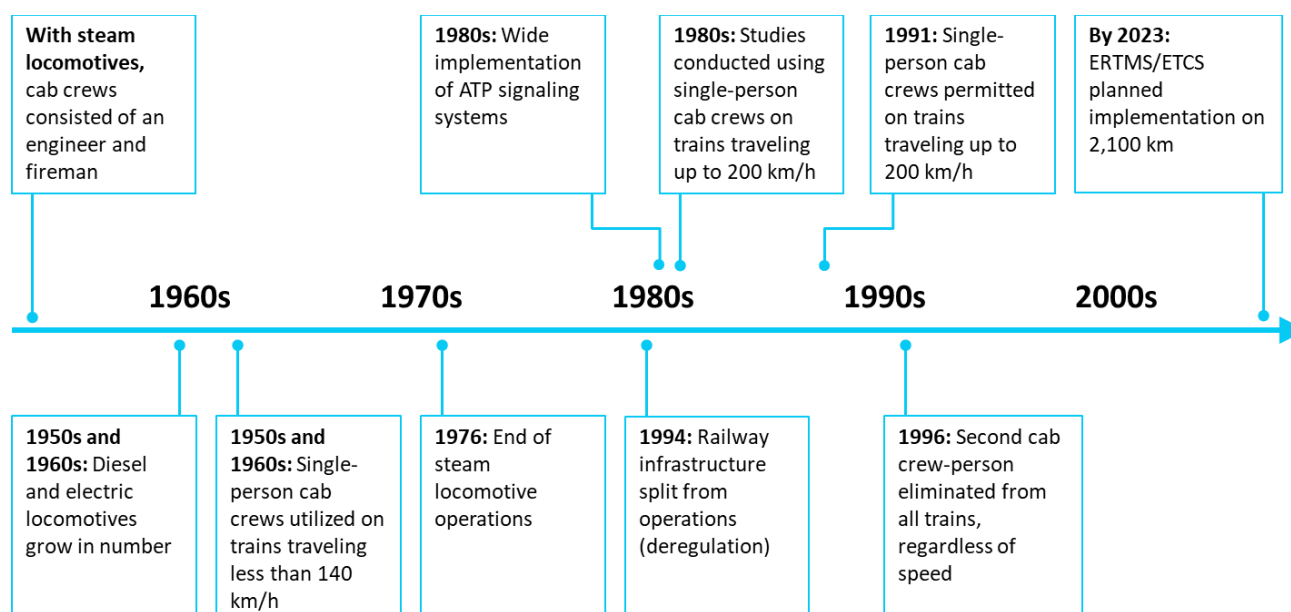 With steam
locomotives,
cab crews
consisted of an
engineer and
fireman
1980s: Wide
implementation
of ATP signaling
systems
1980s: Studies
conducted using
single-person
cab crews on
trains traveling
up to 200 km/h
1991: Single-
person cab
crews permitted
on trains
traveling up to
200 km/h
By 2023:
ERTMS/ETCS
planned
implementation on
2,100 km
1960s
1970s
1980s
1990s
2000s
1950s and
1960s: Diesel
and electric
locomotives
grow in number
1950s and
1960s: Single-
person cab
crews utilized on
trains traveling
less than 140
km/h
1976: End of
steam
locomotive
operations
1994: Railway
infrastructure
split from
operations
(deregulation)
1996: Second cab
crew-person
eliminated from
all trains,
regardless of
speed